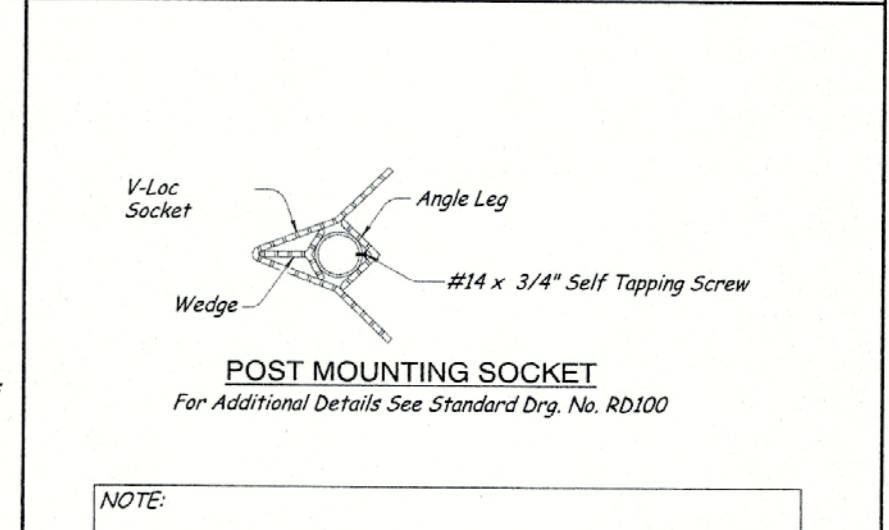 V-Loc
Socket
Angle Leg
#14 x 3/4" Self Tapping Screw
Wedge
POST MOUNTING SOCKET
For Additional Details See Standard Drg. No. RD100
NOTE: